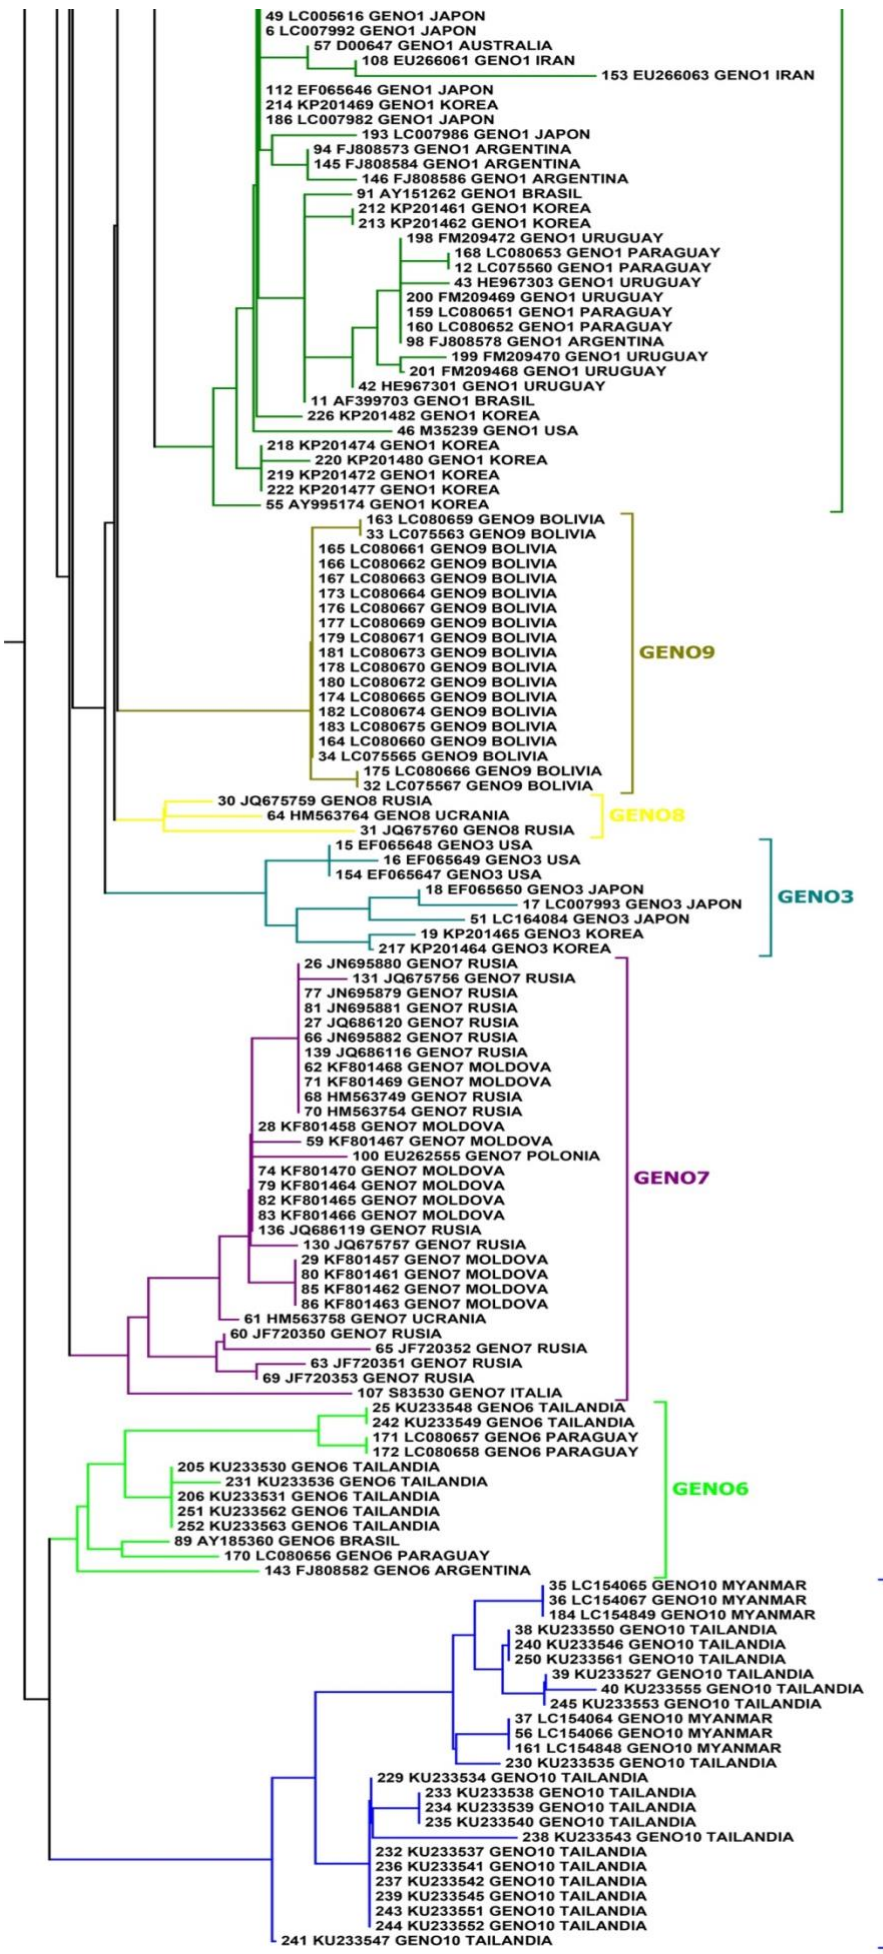 49 LC005616 GENO1 JAPON
6 LC007992 GENO1 JAPON
57 D00647 GENO1 AUSTRALIA
108 EU266061 GENO1 IRAN
153 EU266063 GENO1 IRAN
112 EF065646 GENO1 JAPON
214 KP201469 GENO1 KOREA
186 LC007982 GENO1 JAPON
193 LC007986 GENO1 JAPON
94 FJ808573 GENO1 ARGENTINA
145 FJ808584 GENO1 ARGENTINA
146 FJ808586 GENO1 ARGENTINA
91 AY151262 GENO1 BRASIL
212 KP201461 GENO1 KOREA
213 KP201462 GENO1 KOREA
198 FM209472 GENO1 URUGUAY
168 LC080653 GENO1 PARAGUAY
12 LC075560 GENO1 PARAGUAY
43 HE967303 GENO1 URUGUAY
200 FM209469 GENO1 URUGUAY
159 LC080651 GENO1 PARAGUAY
160 LC080652 GENO1 PARAGUAY
98 FJ808578 GENO1 ARGENTINA
199 FM209470 GENO1 URUGUAY
201 FM209468 GENO1 URUGUAY
42 HE967301 GENO1 URUGUAY
11 AF399703 GENO1 BRASIL
226 KP201482 GENO1 KOREA
46 M35239 GENO1 USA
218 KP201474 GENO1 KOREA
220 KP201480 GENO1 KOREA
219 KP201472 GENO1 KOREA
222 KP201477 GENO1 KOREA
55 AY995174 GENO1 KOREA
163 LC080659 GENO9 BOLIVIA
33 LC075563 GENO9 BOLIVIA
165 LC080661 GENO9 BOLIVIA
166 LC080662 GENO9 BOLIVIA
167 LC080663 GENO9 BOLIVIA
173 LC080664 GENO9 BOLIVIA
176 LC080667 GENO9 BOLIVIA
177 LC080669 GENO9 BOLIVIA
179 LC080671 GENO9 BOLIVIA
181 LC080673 GENO9 BOLIVIA
178 LC080670 GENO9 BOLIVIA
180 LC080672 GENO9 BOLIVIA
174 LC080665 GENO9 BOLIVIA
182 LC080674 GENO9 BOLIVIA
183 LC080675 GENO9 BOLIVIA
164 LC080660 GENO9 BOLIVIA
34 LC075565 GENO9 BOLIVIA
175 LC080666 GENO9 BOLIVIA
32 LC075567 GENO9 BOLIVIA
GENO9
30 JQ675759 GENO8 RUSIA
64 HM563764 GENO8 UCRANIA
31 JQ675760 GENO8 RUSIA
GENO8
15 EF065648 GENO3 USA
16 EF065649 GENO3 USA
154 EF065647 GENO3 USA
18 EF065650 GENO3 JAPON
17 LC007993 GENO3 JAPON
51 LC164084 GENO3 JAPON
19 KP201465 GENO3 KOREA
217 KP201464 GENO3 KOREA
GENO3
26 JN695880 GENO7 RUSIA
131 JQ675756 GENO7 RUSIA
77 JN695879 GENO7 RUSIA
81 JN695881 GENO7 RUSIA
27 JQ686120 GENO7 RUSIA
66 JN695882 GENO7 RUSIA
139 JQ686116 GENO7 RUSIA
62 KF801468 GENO7 MOLDOVA
71 KF801469 GENO7 MOLDOVA
68 HM563749 GENO7 RUSIA
70 HM563754 GENO7 RUSIA
28 KF801458 GENO7 MOLDOVA
59 KF801467 GENO7 MOLDOVA
100 EU262555 GENO7 POLONIA
74 KF801470 GENO7 MOLDOVA
79 KF801464 GENO7 MOLDOVA
82 KF801465 GENO7 MOLDOVA
83 KF801466 GENO7 MOLDOVA
136 JQ686119 GENO7 RUSIA
130 JQ675757 GENO7 RUSIA
29 KF801457 GENO7 MOLDOVA
80 KF801461 GENO7 MOLDOVA
85 KF801462 GENO7 MOLDOVA
86 KF801463 GENO7 MOLDOVA
61 HM563758 GENO7 UCRANIA
60 JF720350 GENO7 RUSIA
65 JF720352 GENO7 RUSIA
63 JF720351 GENO7 RUSIA
69 JF720353 GENO7 RUSIA
107 S83530 GENO7 ITALIA
GENO7
25 KU233548 GENO6 TAILANDIA
242 KU233549 GENO6 TAILANDIA
171 LC080657 GENO6 PARAGUAY
172 LC080658 GENO6 PARAGUAY
205 KU233530 GENO6 TAILANDIA
231 KU233536 GENO6 TAILANDIA
206 KU233531 GENO6 TAILANDIA
251 KU233562 GENO6 TAILANDIA
252 KU233563 GENO6 TAILANDIA
89 AY185360 GENO6 BRASIL
170 LC080656 GENO6 PARAGUAY
143 FJ808582 GENO6 ARGENTINA
GENO6
35 LC154065 GENO10 MYANMAR
36 LC154067 GENO10 MYANMAR
184 LC154849 GENO10 MYANMAR
38 KU233550 GENO10 TAILANDIA
240 KU233546 GENO10 TAILANDIA
250 KU233561 GENO10 TAILANDIA
39 KU233527 GENO10 TAILANDIA
40 KU233555 GENO10 TAILANDIA
245 KU233553 GENO10 TAILANDIA
37 LC154064 GENO10 MYANMAR
56 LC154066 GENO10 MYANMAR
161 LC154848 GENO10 MYANMAR
230 KU233535 GENO10 TAILANDIA
229 KU233534 GENO10 TAILANDIA
233 KU233538 GENO10 TAILANDIA
234 KU233539 GENO10 TAILANDIA
235 KU233540 GENO10 TAILANDIA
238 KU233543 GENO10 TAILANDIA
232 KU233537 GENO10 TAILANDIA
236 KU233541 GENO10 TAILANDIA
237 KU233542 GENO10 TAILANDIA
239 KU233545 GENO10 TAILANDIA
243 KU233551 GENO10 TAILANDIA
244 KU233552 GENO10 TAILANDIA
241 KU233547 GENO10 TAILANDIA